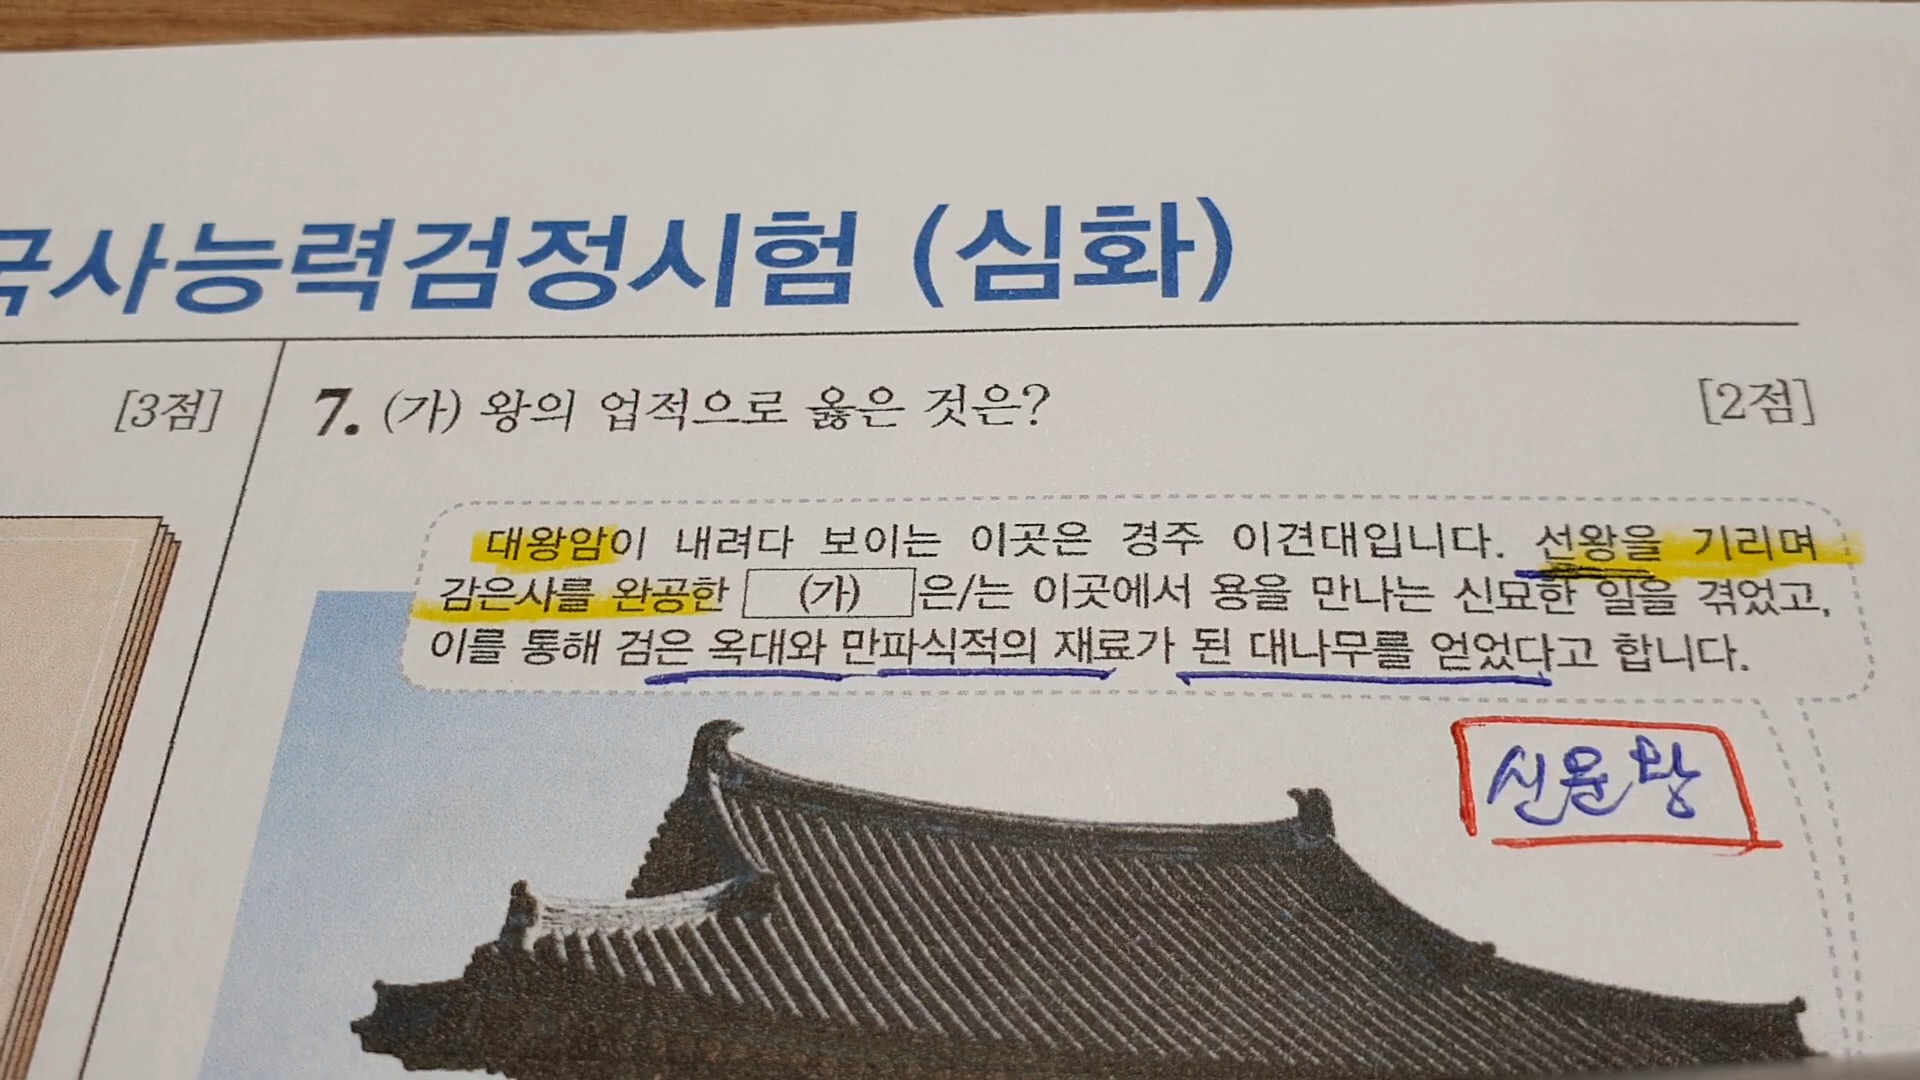 국사능력검정시험 (심화)
[3점]
7. (가) 왕의 업적으로 옳은 것은?
[2점]
대왕암이 내려다 보이는 이곳은 경주 이견대입니다. 선왕을 기리며
감은사를 완공한 (가) 은/는 이곳에서 용을 만나는 신묘한 일을 겪었고,
이를 통해 검은 옥대와 만파식적의 재료가 된 대나무를 얻었다고 합니다.
신문왕